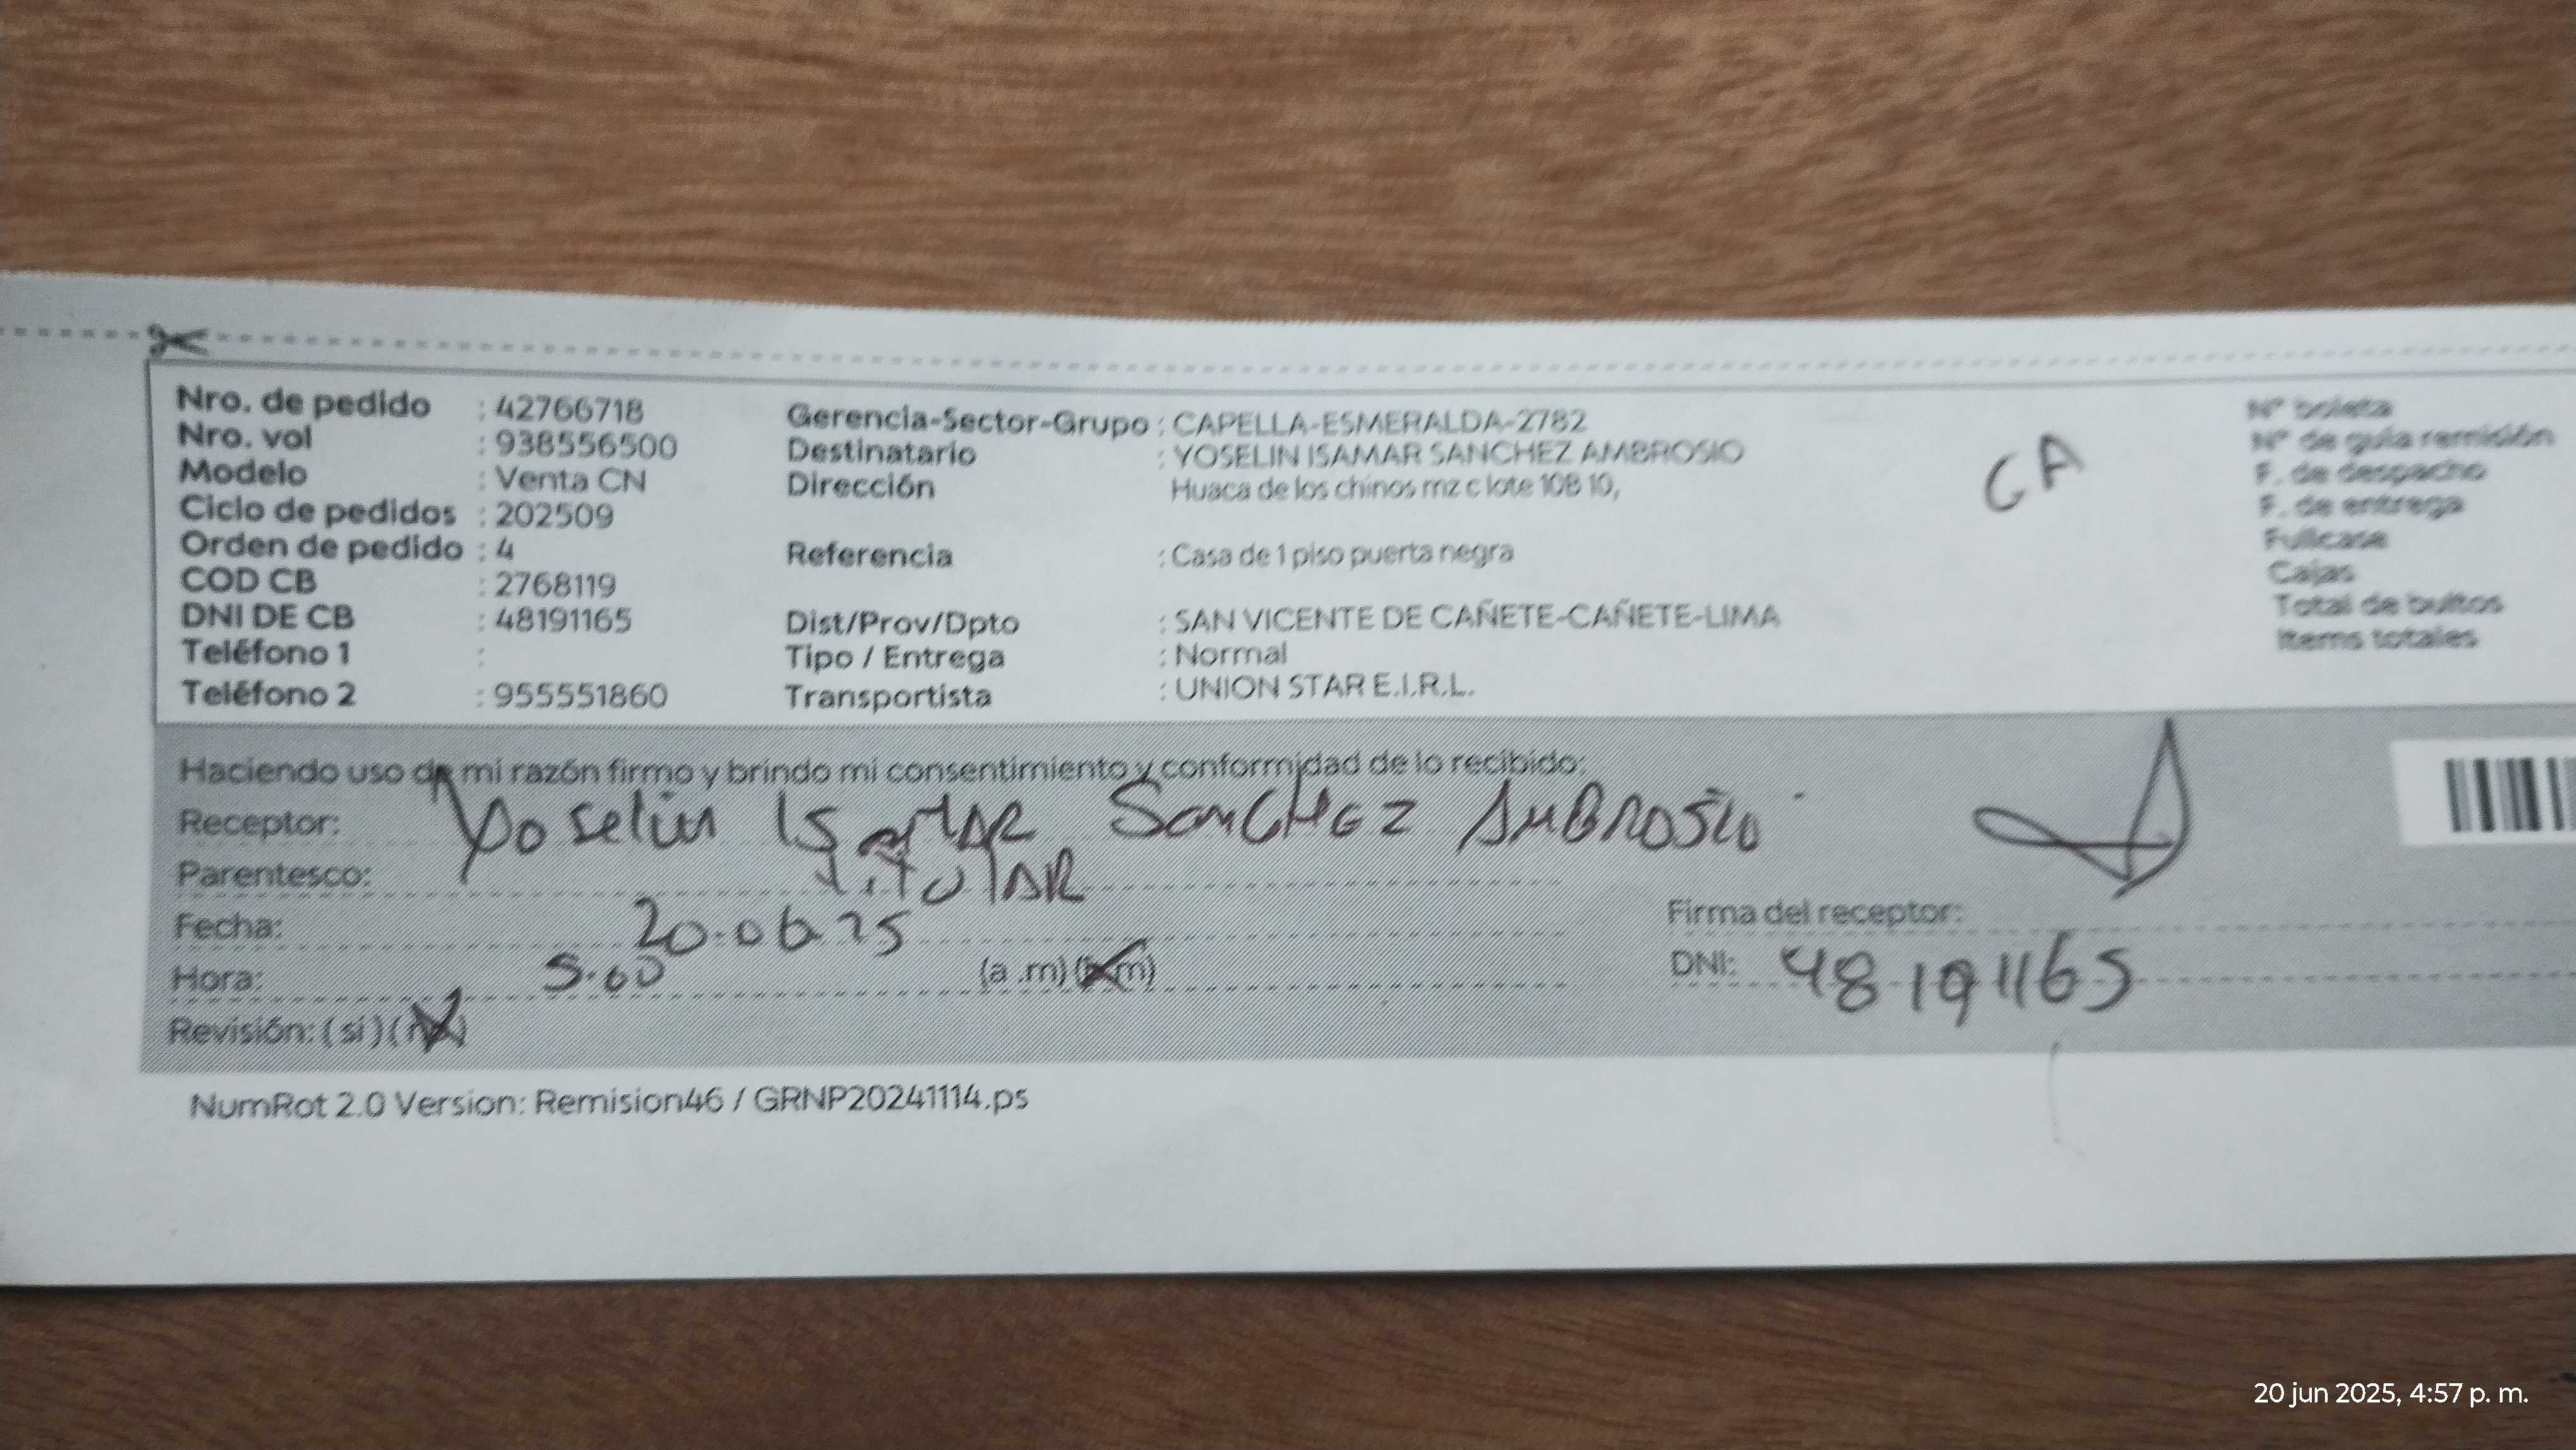 Nro. de pedido : 42766718
Nro. vol : 938556500
Modelo : Venta CN
Ciclo de pedidos : 202509
Orden de pedido : 4
COD CB : 2768119
DNI DE CB : 48191165
Teléfono 1 :
Teléfono 2 : 955551860
Gerencia-Sector-Grupo : CAPELLA-ESMERALDA-2782
Destinatario : YOSELIN ISAMAR SANCHEZ AMBROSIO
Dirección Huaca de los chinos mz c lote 108 10,
Referencia : Casa de 1 piso puerta negra
Dist/Prov/Dpto : SAN VICENTE DE CAÑETE-CAÑETE-LIMA
Tipo / Entrega : Normal
Transportista : UNION STAR E.I.R.L.
CA
N° boleta
N° de guía remisión
F. de despacho
F. de entrega
Fullcase
Cajas
Total de bultos
Items totales
Haciendo uso de mi razón firmo y brindo mi consentimiento y conformidad de lo recibido:
Receptor: Yoselin IsamAR SanCHez AMBROSIO
Parentesco: TiTUlAR
Fecha: 20.06.25
Hora: 5.00 (a .m) (p.m)
Revisión: (si) (no)
Firma del receptor:
DNI: 48191165
NumRot 2.0 Version: Remision46 / GRNP20241114.ps
20 jun 2025, 4:57 p. m.